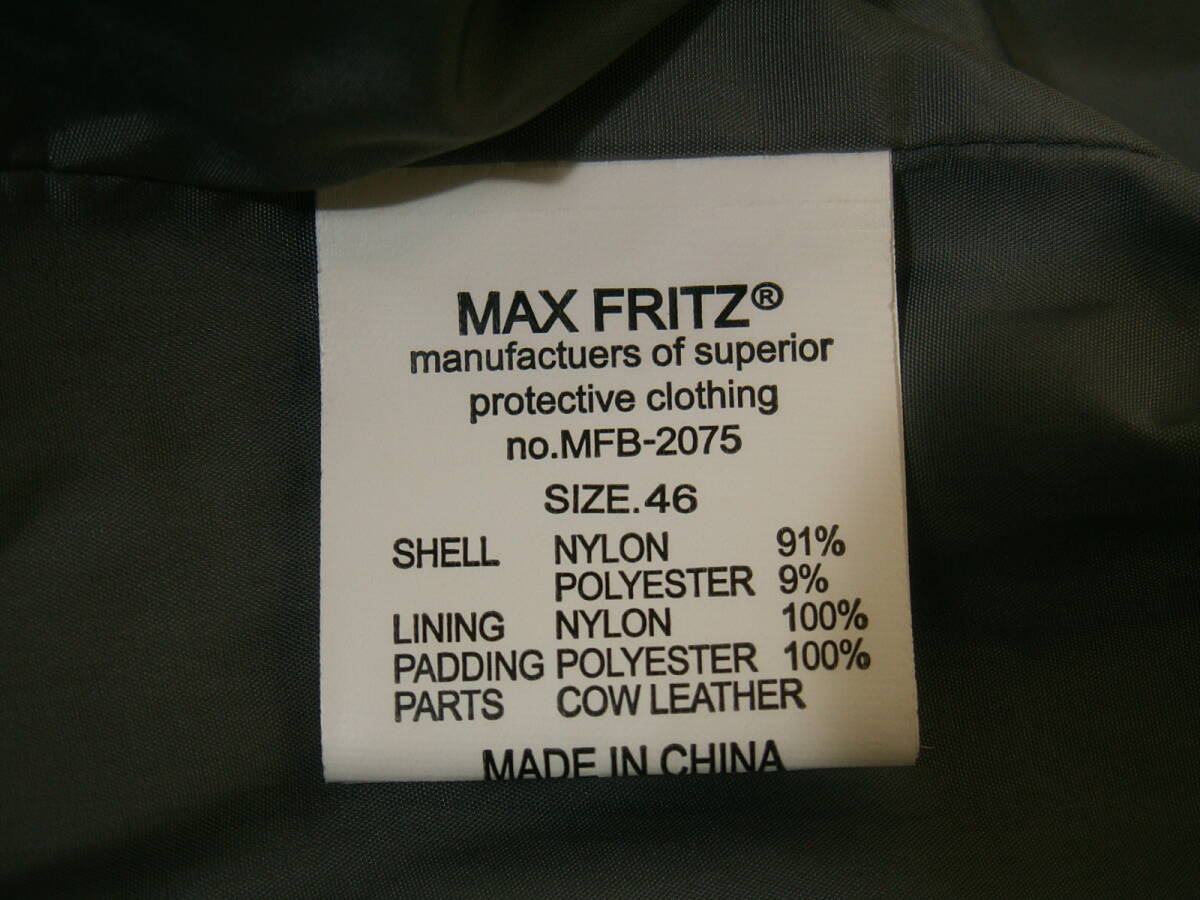 MAX FRITZ®
manufactuers of superior
protective clothing
no.MFB-2075
SIZE.46
SHELL NYLON 91%
POLYESTER 9%
LINING NYLON 100%
PADDING POLYESTER 100%
PARTS COW LEATHER
MADE IN CHINA